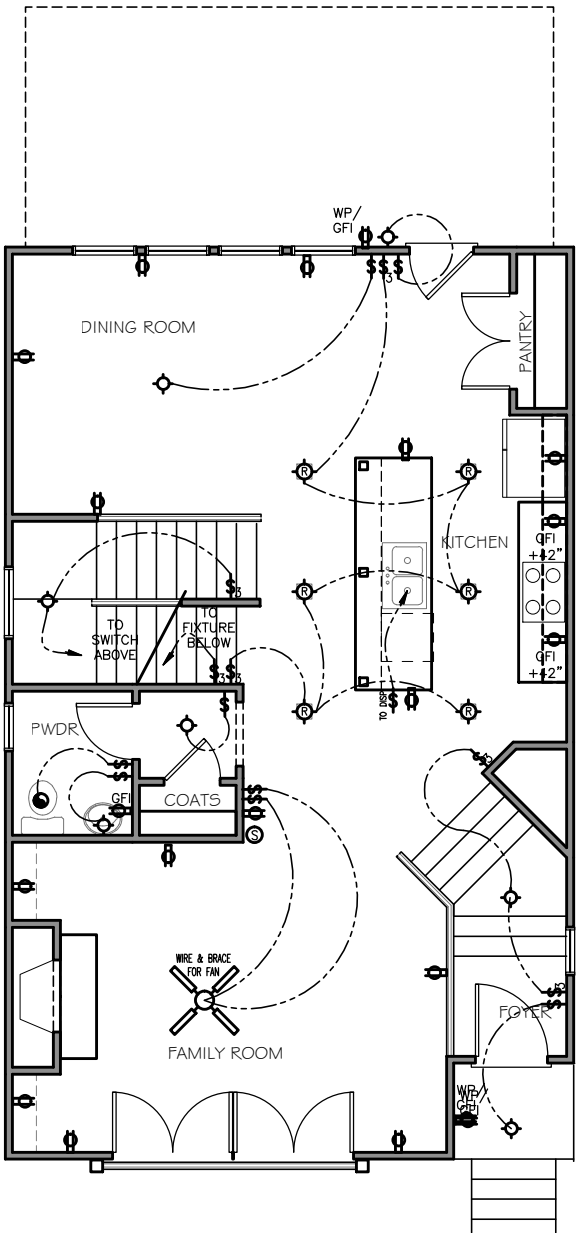 WP/
GFI
$ $ $3
DINING ROOM
PANTRY
R R
KITCHEN
GFI
+42"
R R
$3
TO
SWITCH
ABOVE
TO
FIXTURE
BELOW
GFI
+42"
$3 $3
$
TO DISP
$
R R
PWDR
$3
$
$
GFI
COATS
$
$
S
WIRE & BRACE
FOR FAN
$3
$
FOYER
FAMILY ROOM
WP/
GFI